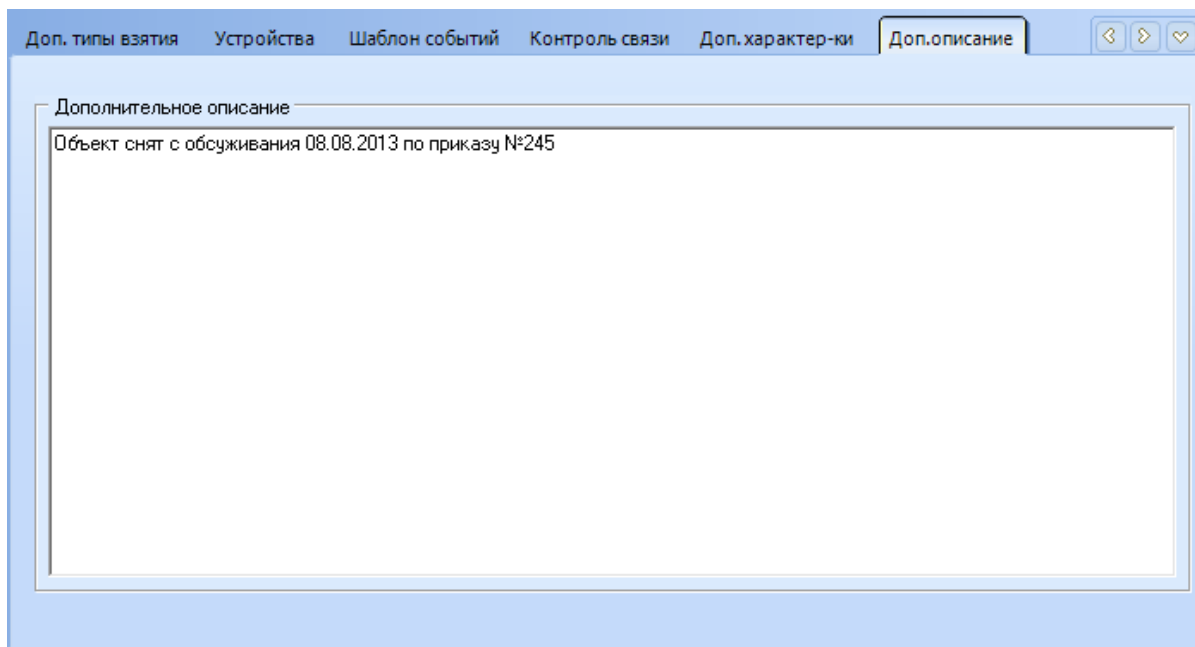 Доп. типы взятия Устройства Шаблон событий Контроль связи Доп. характер-ки Доп.описание
Дополнительное описание
Объект снят с обсуживания 08.08.2013 по приказу №245